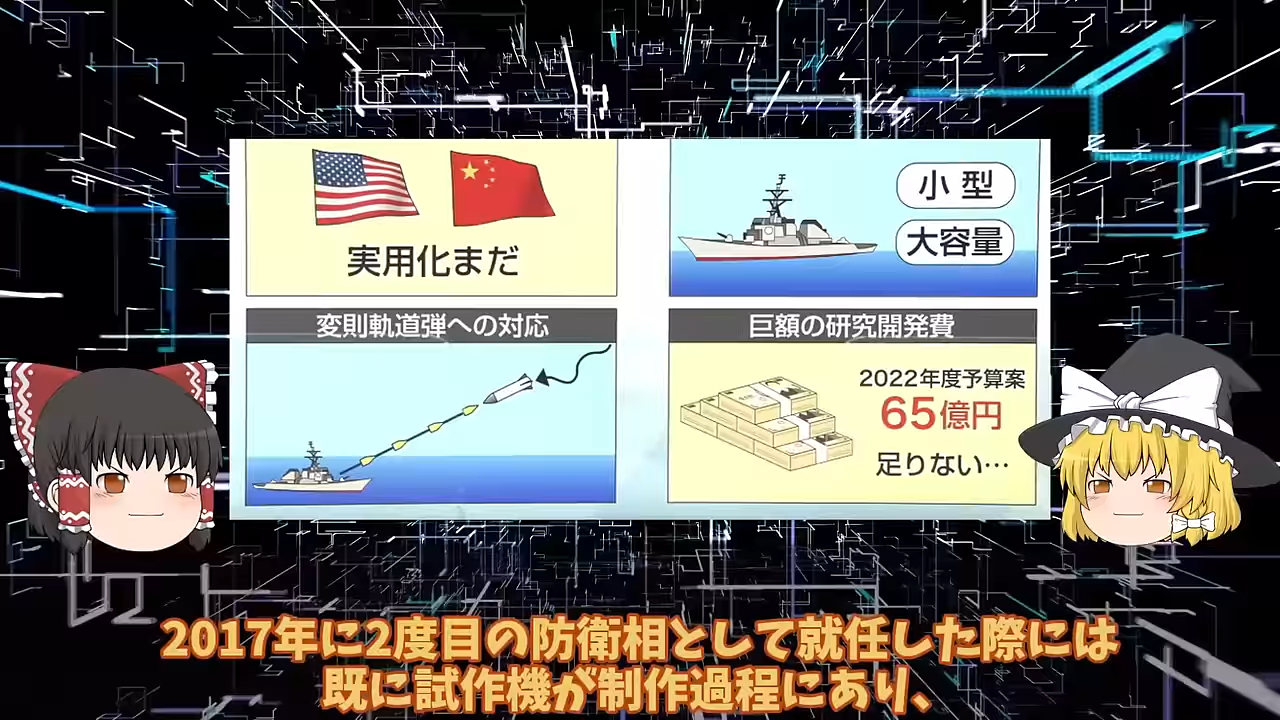 実用化まだ
小型
大容量
変則軌道弾への対応
巨額の研究開発費
2022年度予算案
65億円
足りない…
2017年に2度目の防衛相として就任した際には
既に試作機が制作過程にあり、